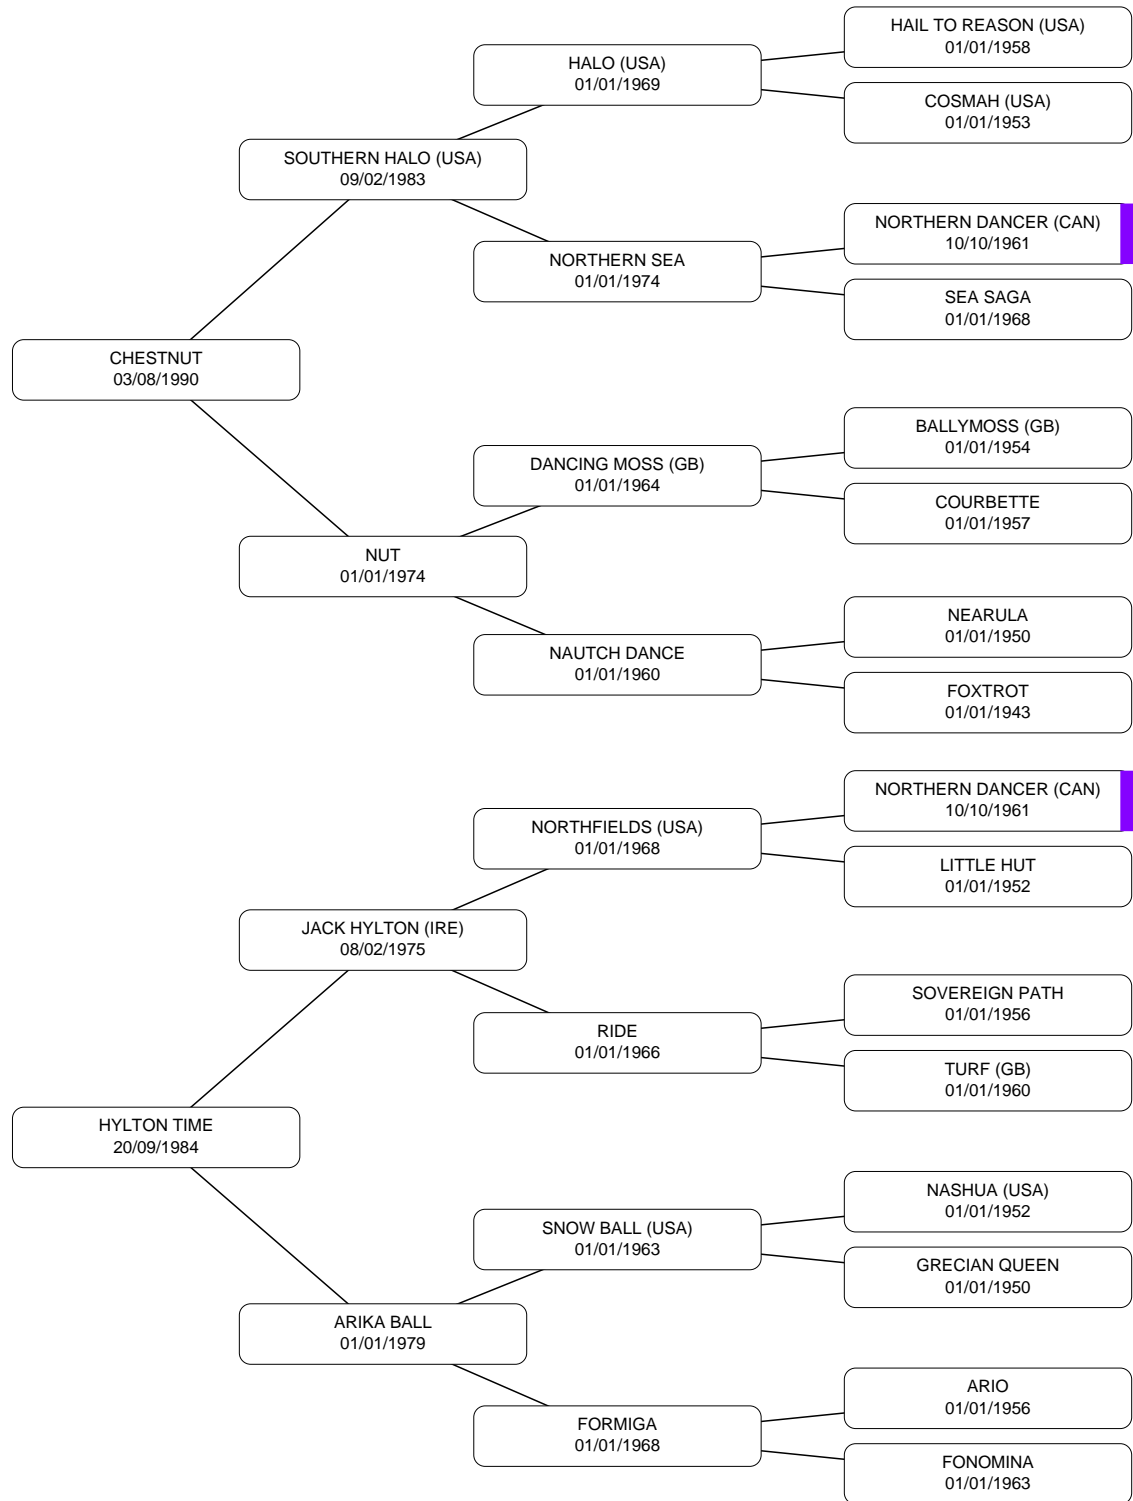 HAIL TO REASON (USA)
01/01/1958
HALO (USA)
01/01/1969
COSMAH (USA)
01/01/1953
SOUTHERN HALO (USA)
09/02/1983
NORTHERN DANCER (CAN)
10/10/1961
NORTHERN SEA
01/01/1974
SEA SAGA
01/01/1968
CHESTNUT
03/08/1990
BALLYMOSS (GB)
01/01/1954
DANCING MOSS (GB)
01/01/1964
COURBETTE
01/01/1957
NUT
01/01/1974
NEARULA
01/01/1950
NAUTCH DANCE
01/01/1960
FOXTROT
01/01/1943
NORTHERN DANCER (CAN)
10/10/1961
NORTHFIELDS (USA)
01/01/1968
LITTLE HUT
01/01/1952
JACK HYLTON (IRE)
08/02/1975
SOVEREIGN PATH
01/01/1956
RIDE
01/01/1966
TURF (GB)
01/01/1960
HYLTON TIME
20/09/1984
NASHUA (USA)
01/01/1952
SNOW BALL (USA)
01/01/1963
GRECIAN QUEEN
01/01/1950
ARIKA BALL
01/01/1979
ARIO
01/01/1956
FORMIGA
01/01/1968
FONOMINA
01/01/1963